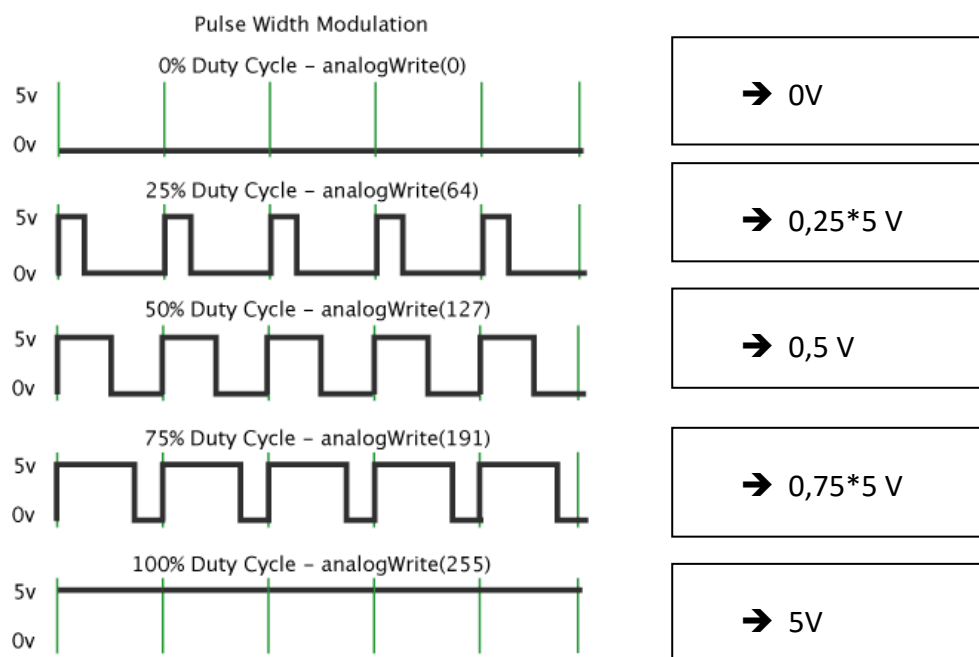 Pulse Width Modulation
0% Duty Cycle – analogWrite(0)
5v
0v
➔ 0V
25% Duty Cycle – analogWrite(64)
5v
0v
➔ 0,25*5 V
50% Duty Cycle – analogWrite(127)
5v
0v
➔ 0,5 V
75% Duty Cycle – analogWrite(191)
5v
0v
➔ 0,75*5 V
100% Duty Cycle – analogWrite(255)
5v
0v
➔ 5V